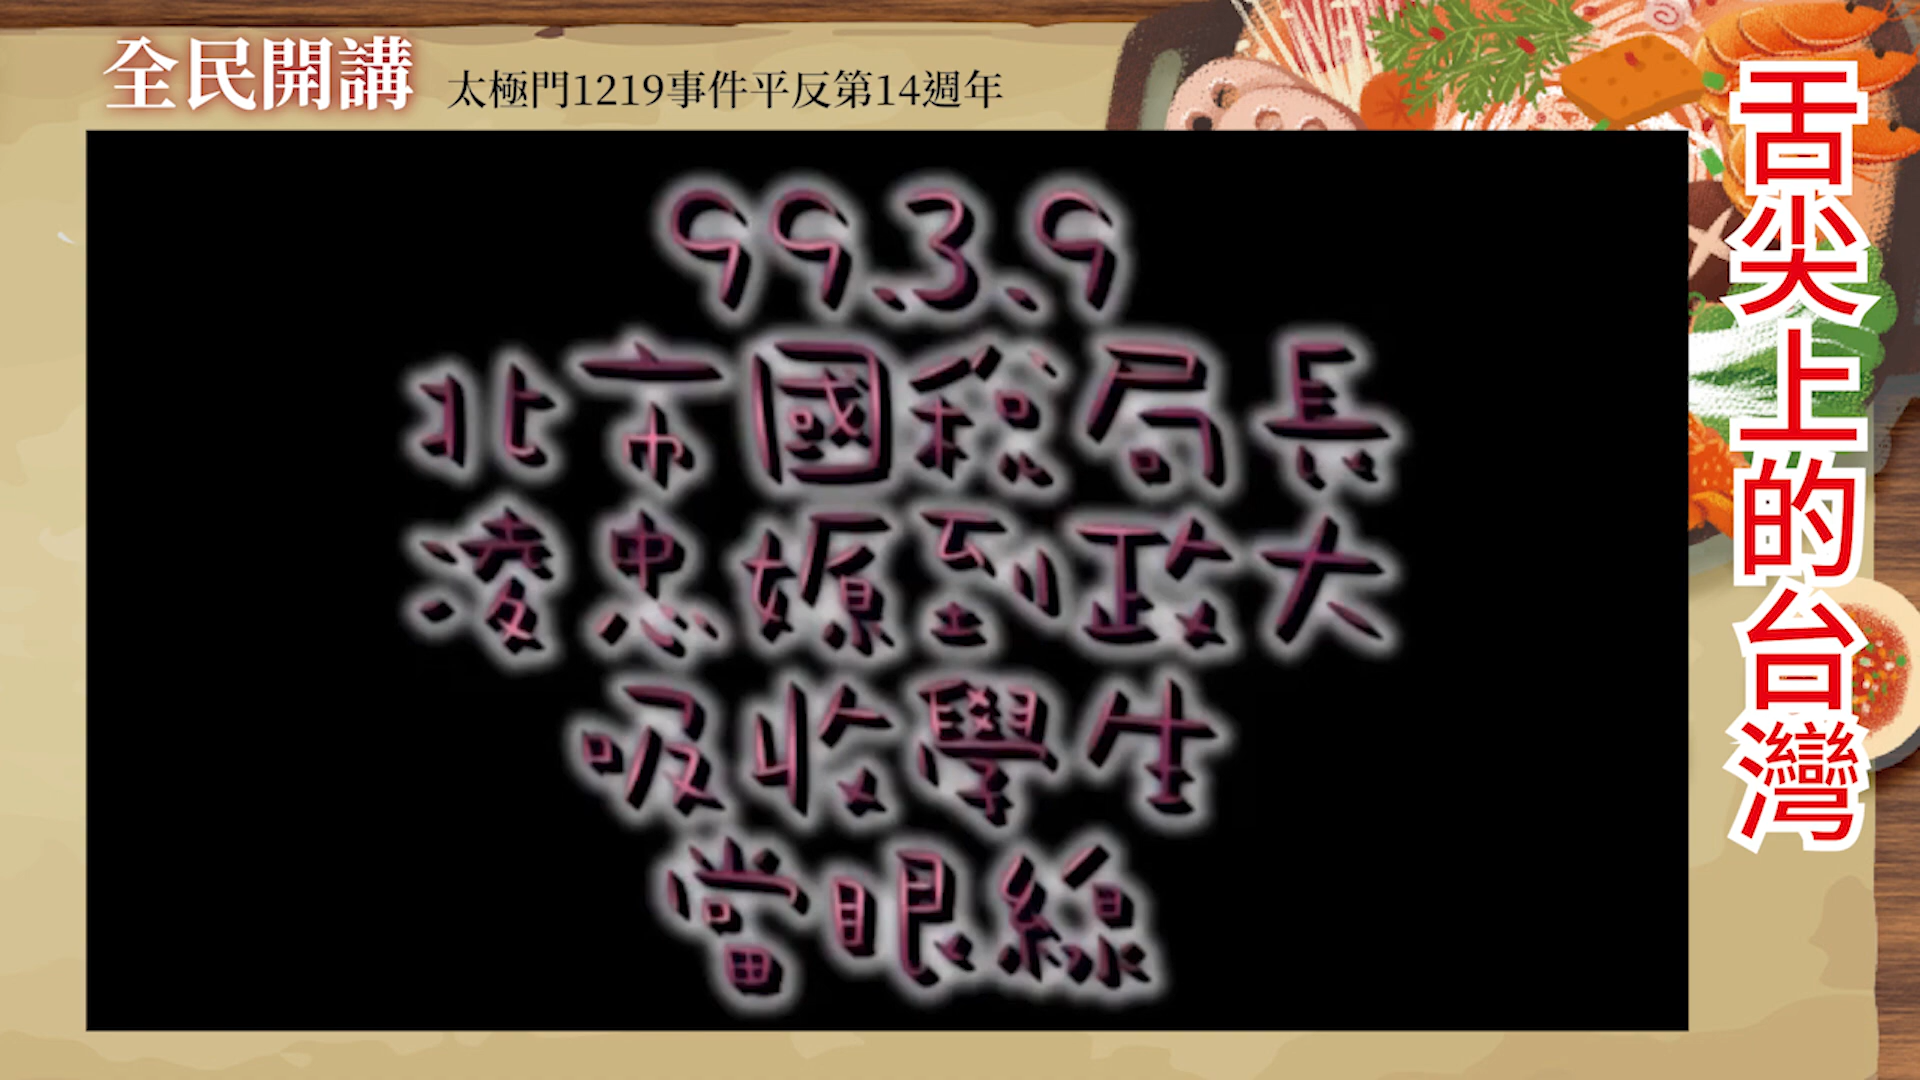 全民開講 太極門1219事件平反第14週年
99.3.9
北市國稅局長
凌忠嫄到政大
吸收學生
當眼線
舌尖上的台灣